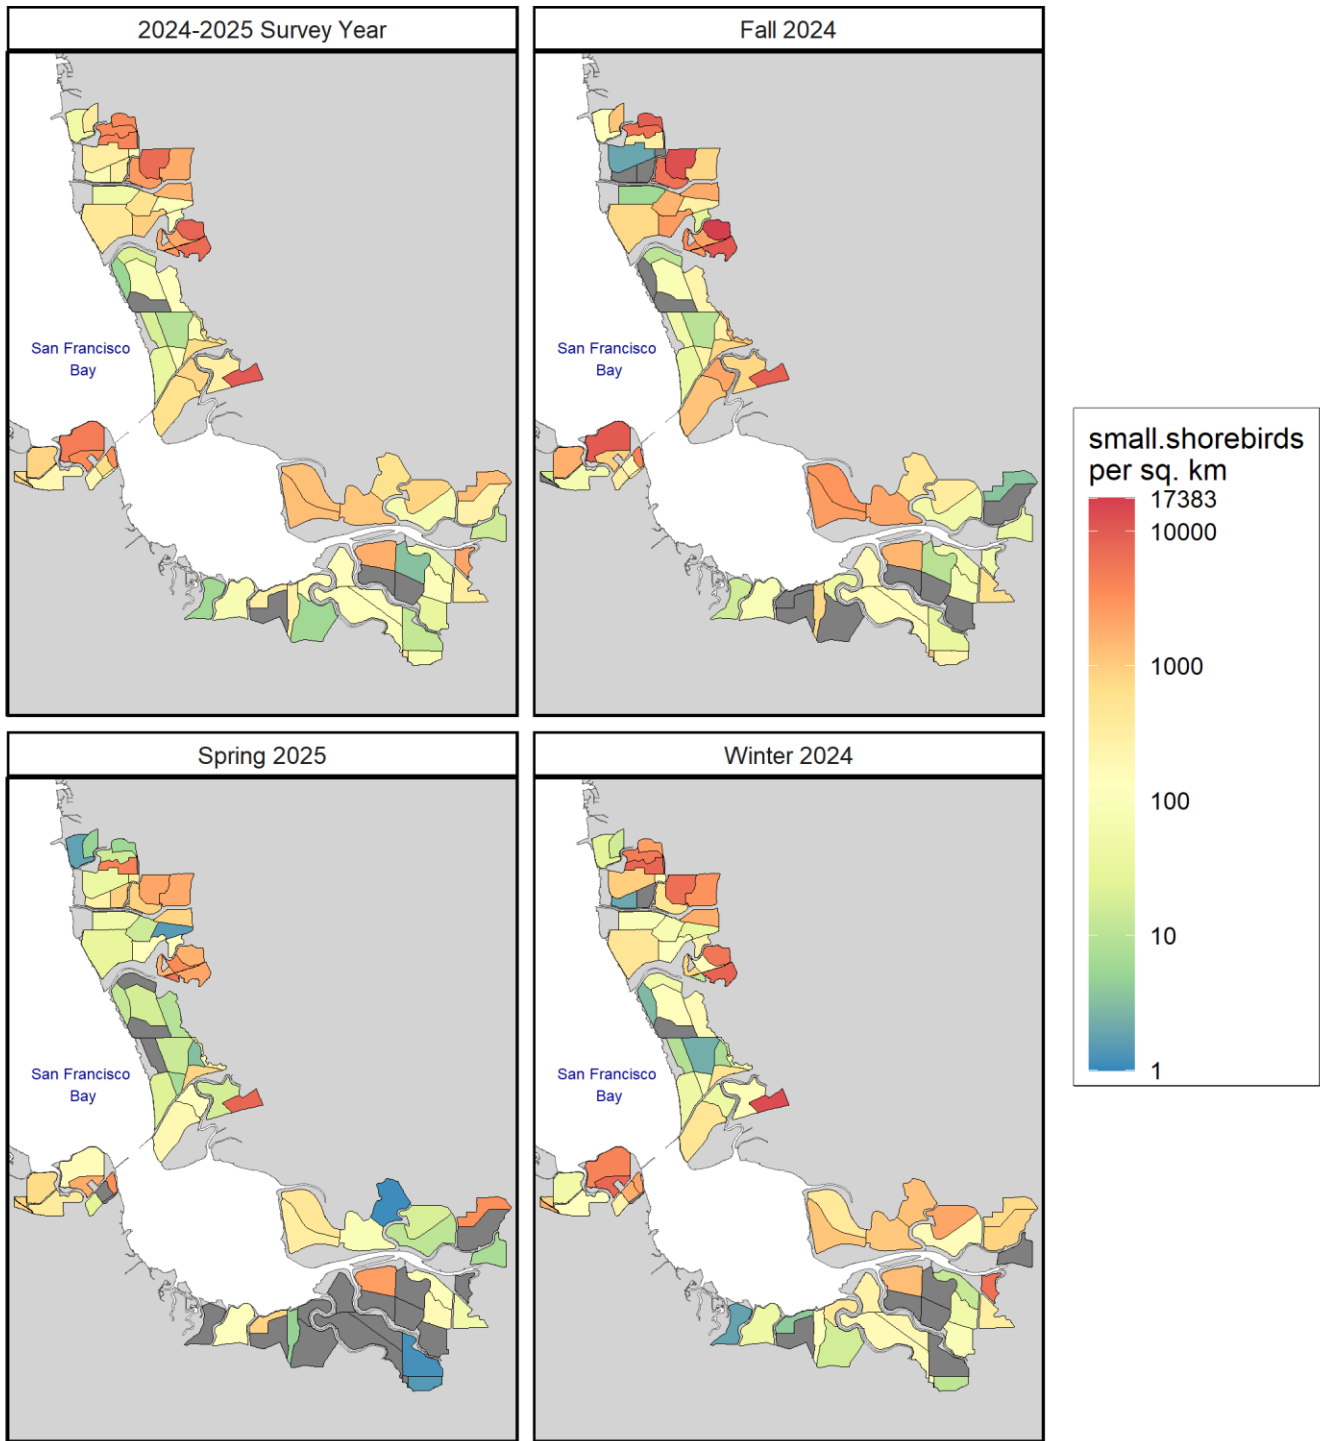 2024-2025 Survey Year
Fall 2024
San Francisco
Bay
San Francisco
Bay
small.shorebirds
per sq. km
17383
10000
1000
100
10
1
Spring 2025
Winter 2024
San Francisco
Bay
San Francisco
Bay